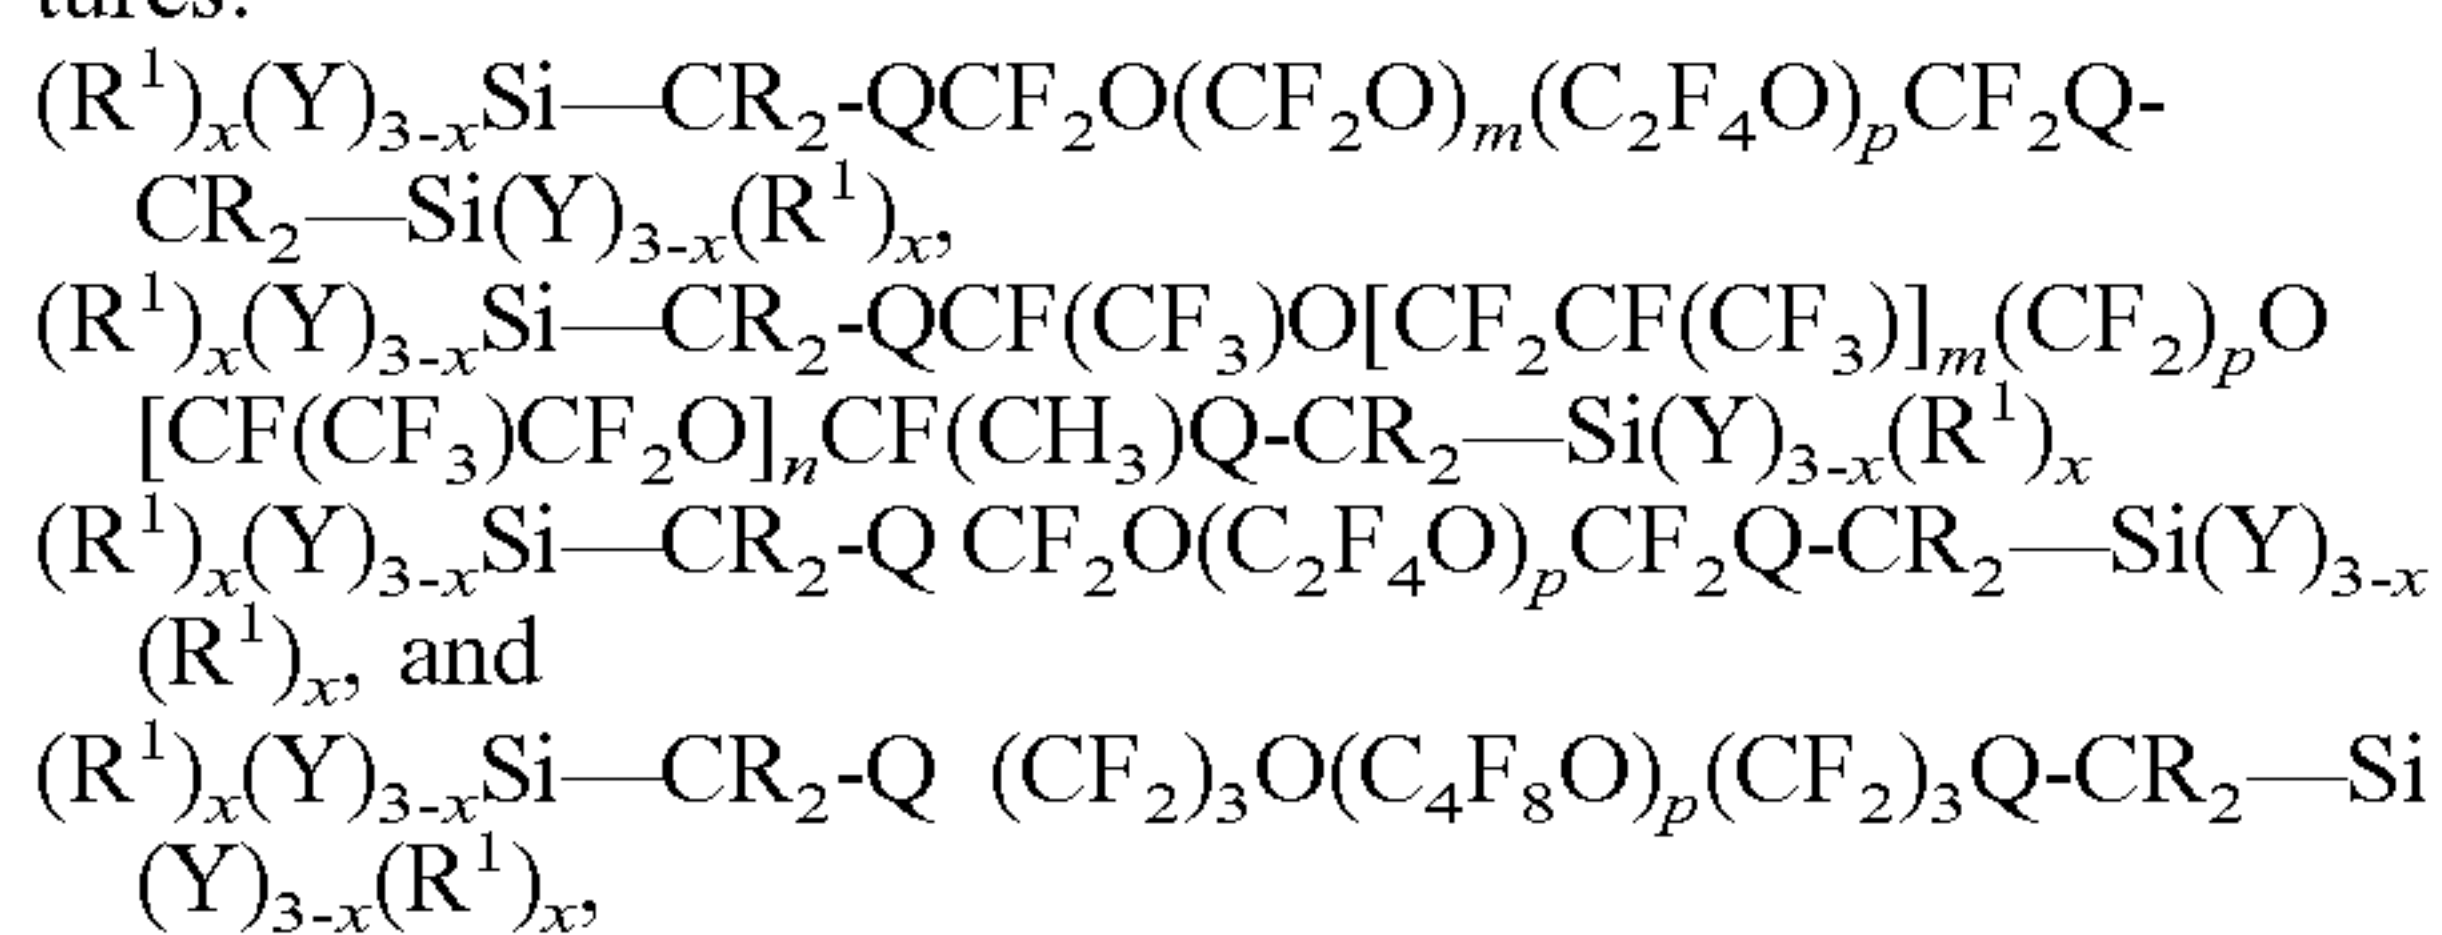 tures:
(R¹)ₓ(Y)₃₋ₓSi—CR₂-QCF₂O(CF₂O)ₘ(C₂F₄O)ₚCF₂Q-
CR₂—Si(Y)₃₋ₓ(R¹)ₓ,
(R¹)ₓ(Y)₃₋ₓSi—CR₂-QCF(CF₃)O[CF₂CF(CF₃)]ₘ(CF₂)ₚO
[CF(CF₃)CF₂O]ₙCF(CH₃)Q-CR₂—Si(Y)₃₋ₓ(R¹)ₓ
(R¹)ₓ(Y)₃₋ₓSi—CR₂-Q CF₂O(C₂F₄O)ₚCF₂Q-CR₂—Si(Y)₃₋ₓ
(R¹)ₓ, and
(R¹)ₓ(Y)₃₋ₓSi—CR₂-Q (CF₂)₃O(C₄F₈O)ₚ(CF₂)₃Q-CR₂—Si
(Y)₃₋ₓ(R¹)ₓ,